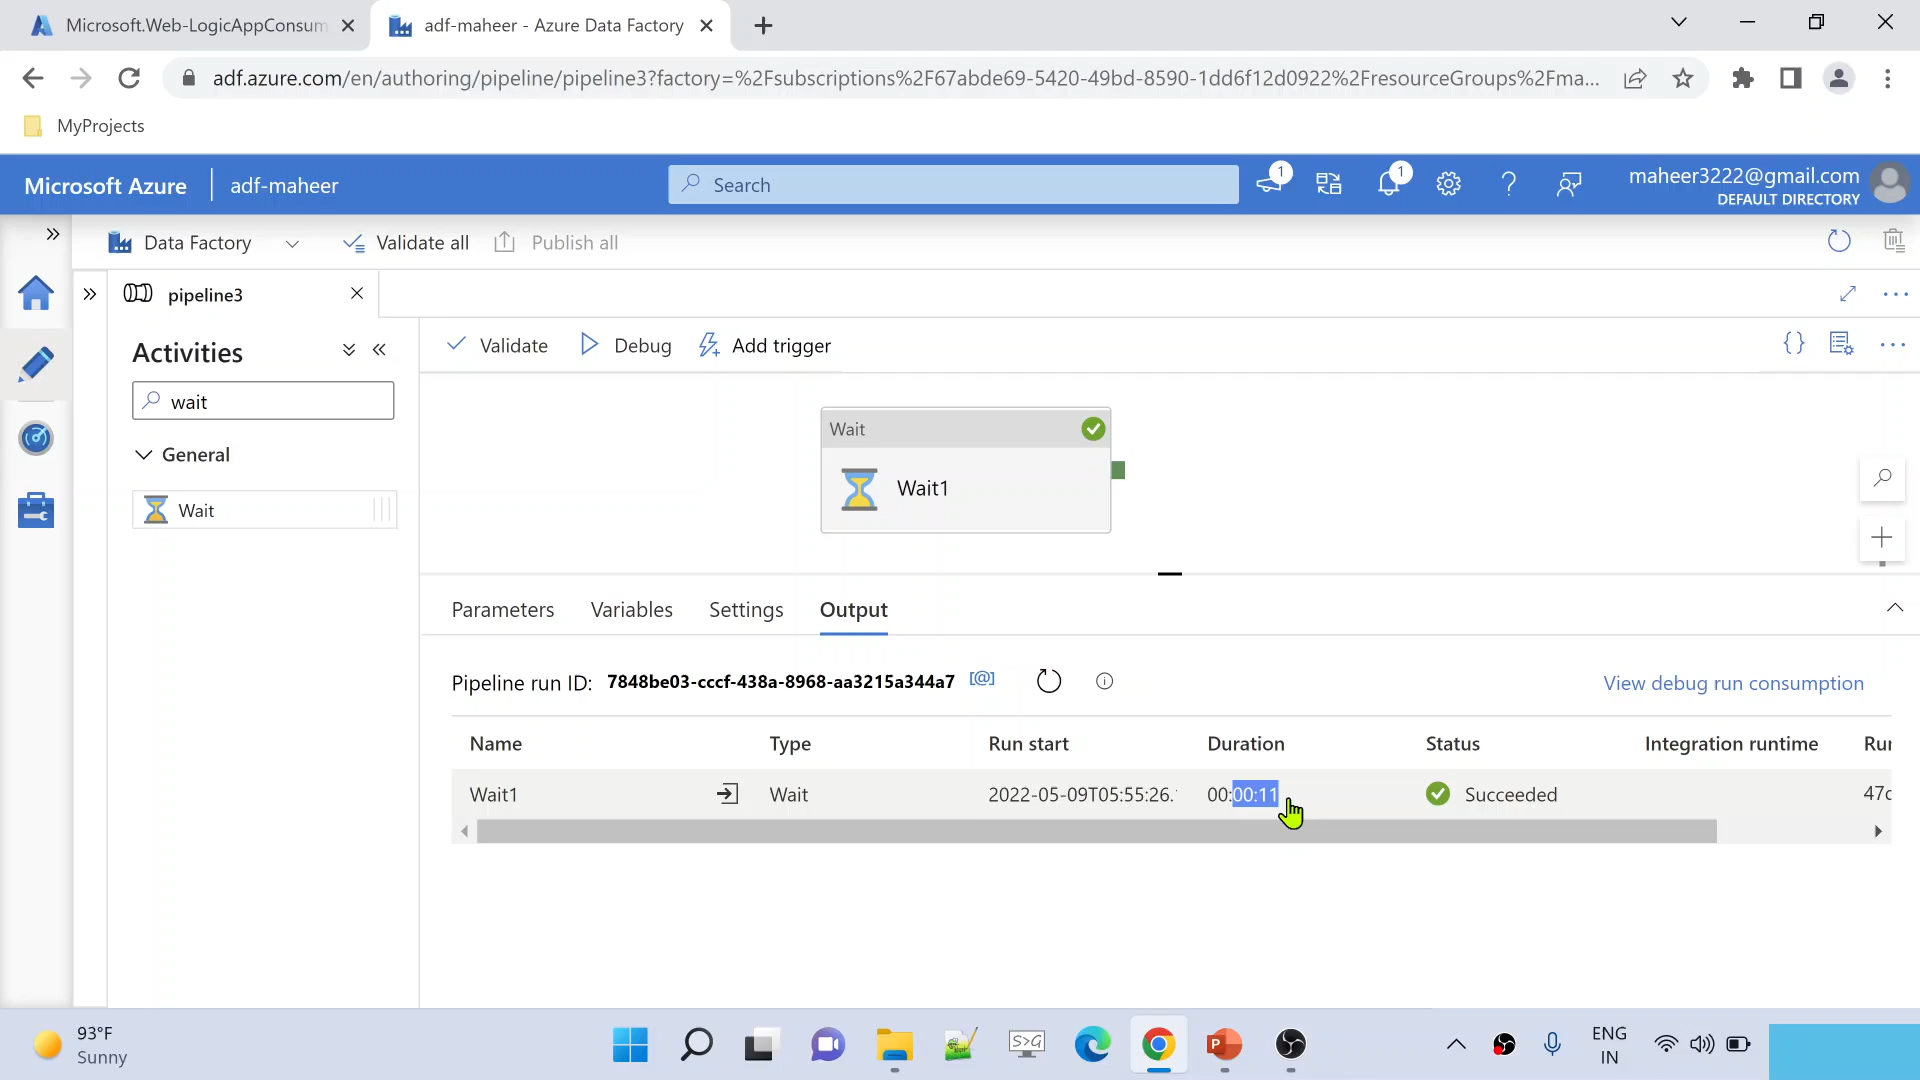 Microsoft.Web-LogicAppConsum
adf-maheer - Azure Data Factory
adf.azure.com/en/authoring/pipeline/pipeline3?factory=%2Fsubscriptions%2F67abde69-5420-49bd-8590-1dd6f12d0922%2FresourceGroups%2Fma...
MyProjects
Microsoft Azure
adf-maheer
Search
1
1
maheer3222@gmail.com
DEFAULT DIRECTORY
Data Factory
Validate all
Publish all
pipeline3
Activities
Validate
Debug
Add trigger
wait
General
Wait
Wait
Wait1
Parameters
Variables
Settings
Output
Pipeline run ID: 7848be03-cccf-438a-8968-aa3215a344a7
View debug run consumption
Name Type Run start Duration Status Integration runtime Run
Wait1 Wait 2022-05-09T05:55:26. 00:00:11 Succeeded 47c
93°F
Sunny
ENG
IN